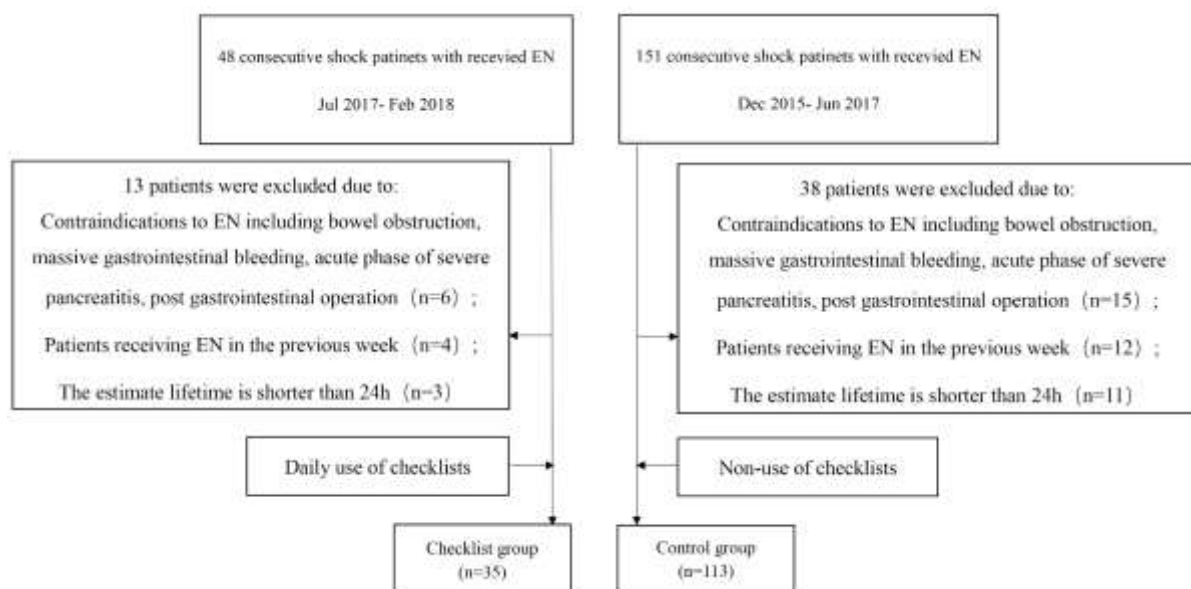 48 consecutive shock patinets with recevied EN
Jul 2017- Feb 2018
151 consecutive shock patinets with recevied EN
Dec 2015- Jun 2017
13 patients were excluded due to:
Contraindications to EN including bowel obstruction,
massive gastrointestinal bleeding, acute phase of severe
pancreatitis, post gastrointestinal operation（n=6）;
Patients receiving EN in the previous week（n=4）;
The estimate lifetime is shorter than 24h（n=3）
38 patients were excluded due to:
Contraindications to EN including bowel obstruction,
massive gastrointestinal bleeding, acute phase of severe
pancreatitis, post gastrointestinal operation（n=15）;
Patients receiving EN in the previous week（n=12）;
The estimate lifetime is shorter than 24h（n=11）
Daily use of checklists
Non-use of checklists
Checklist group
(n=35)
Control group
(n=113)